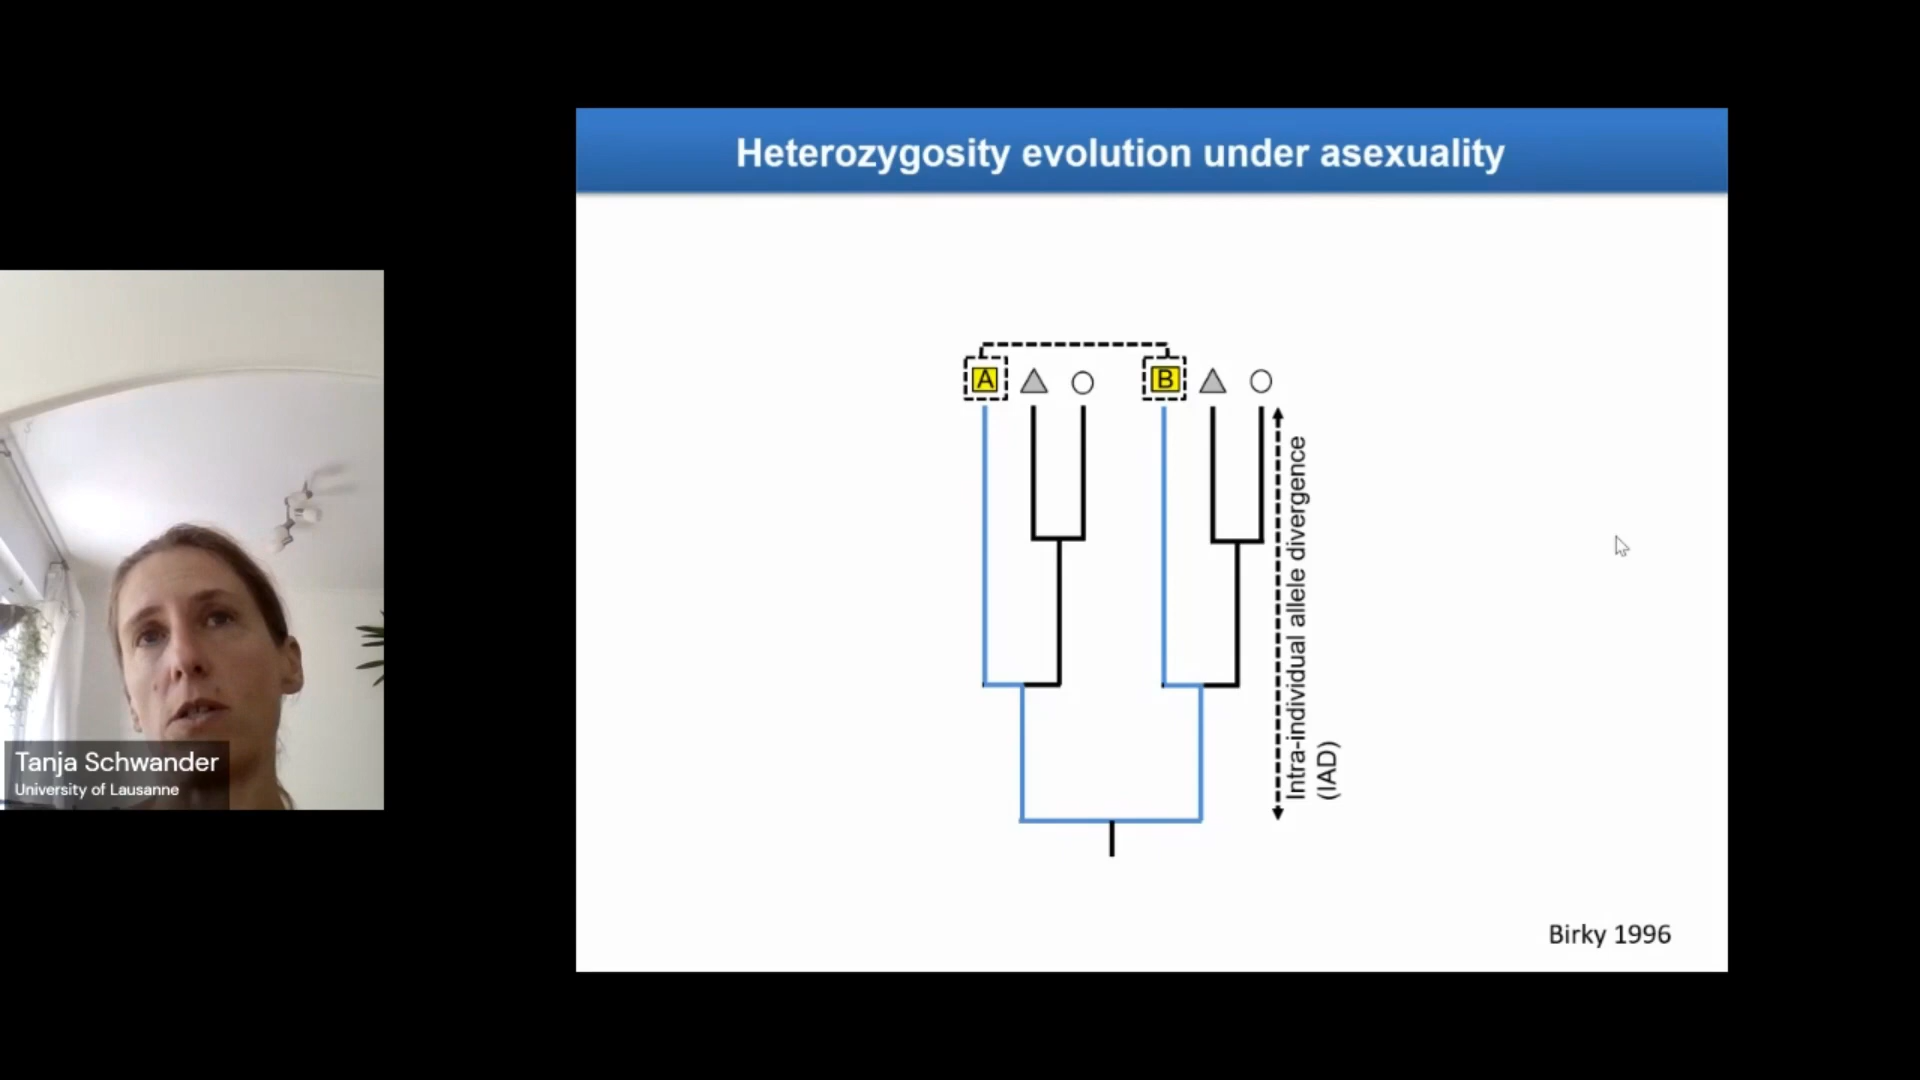 Heterozygosity evolution under asexuality
A
B
Intra-individual allele divergence
(IAD)
Birky 1996
Tanja Schwander
University of Lausanne